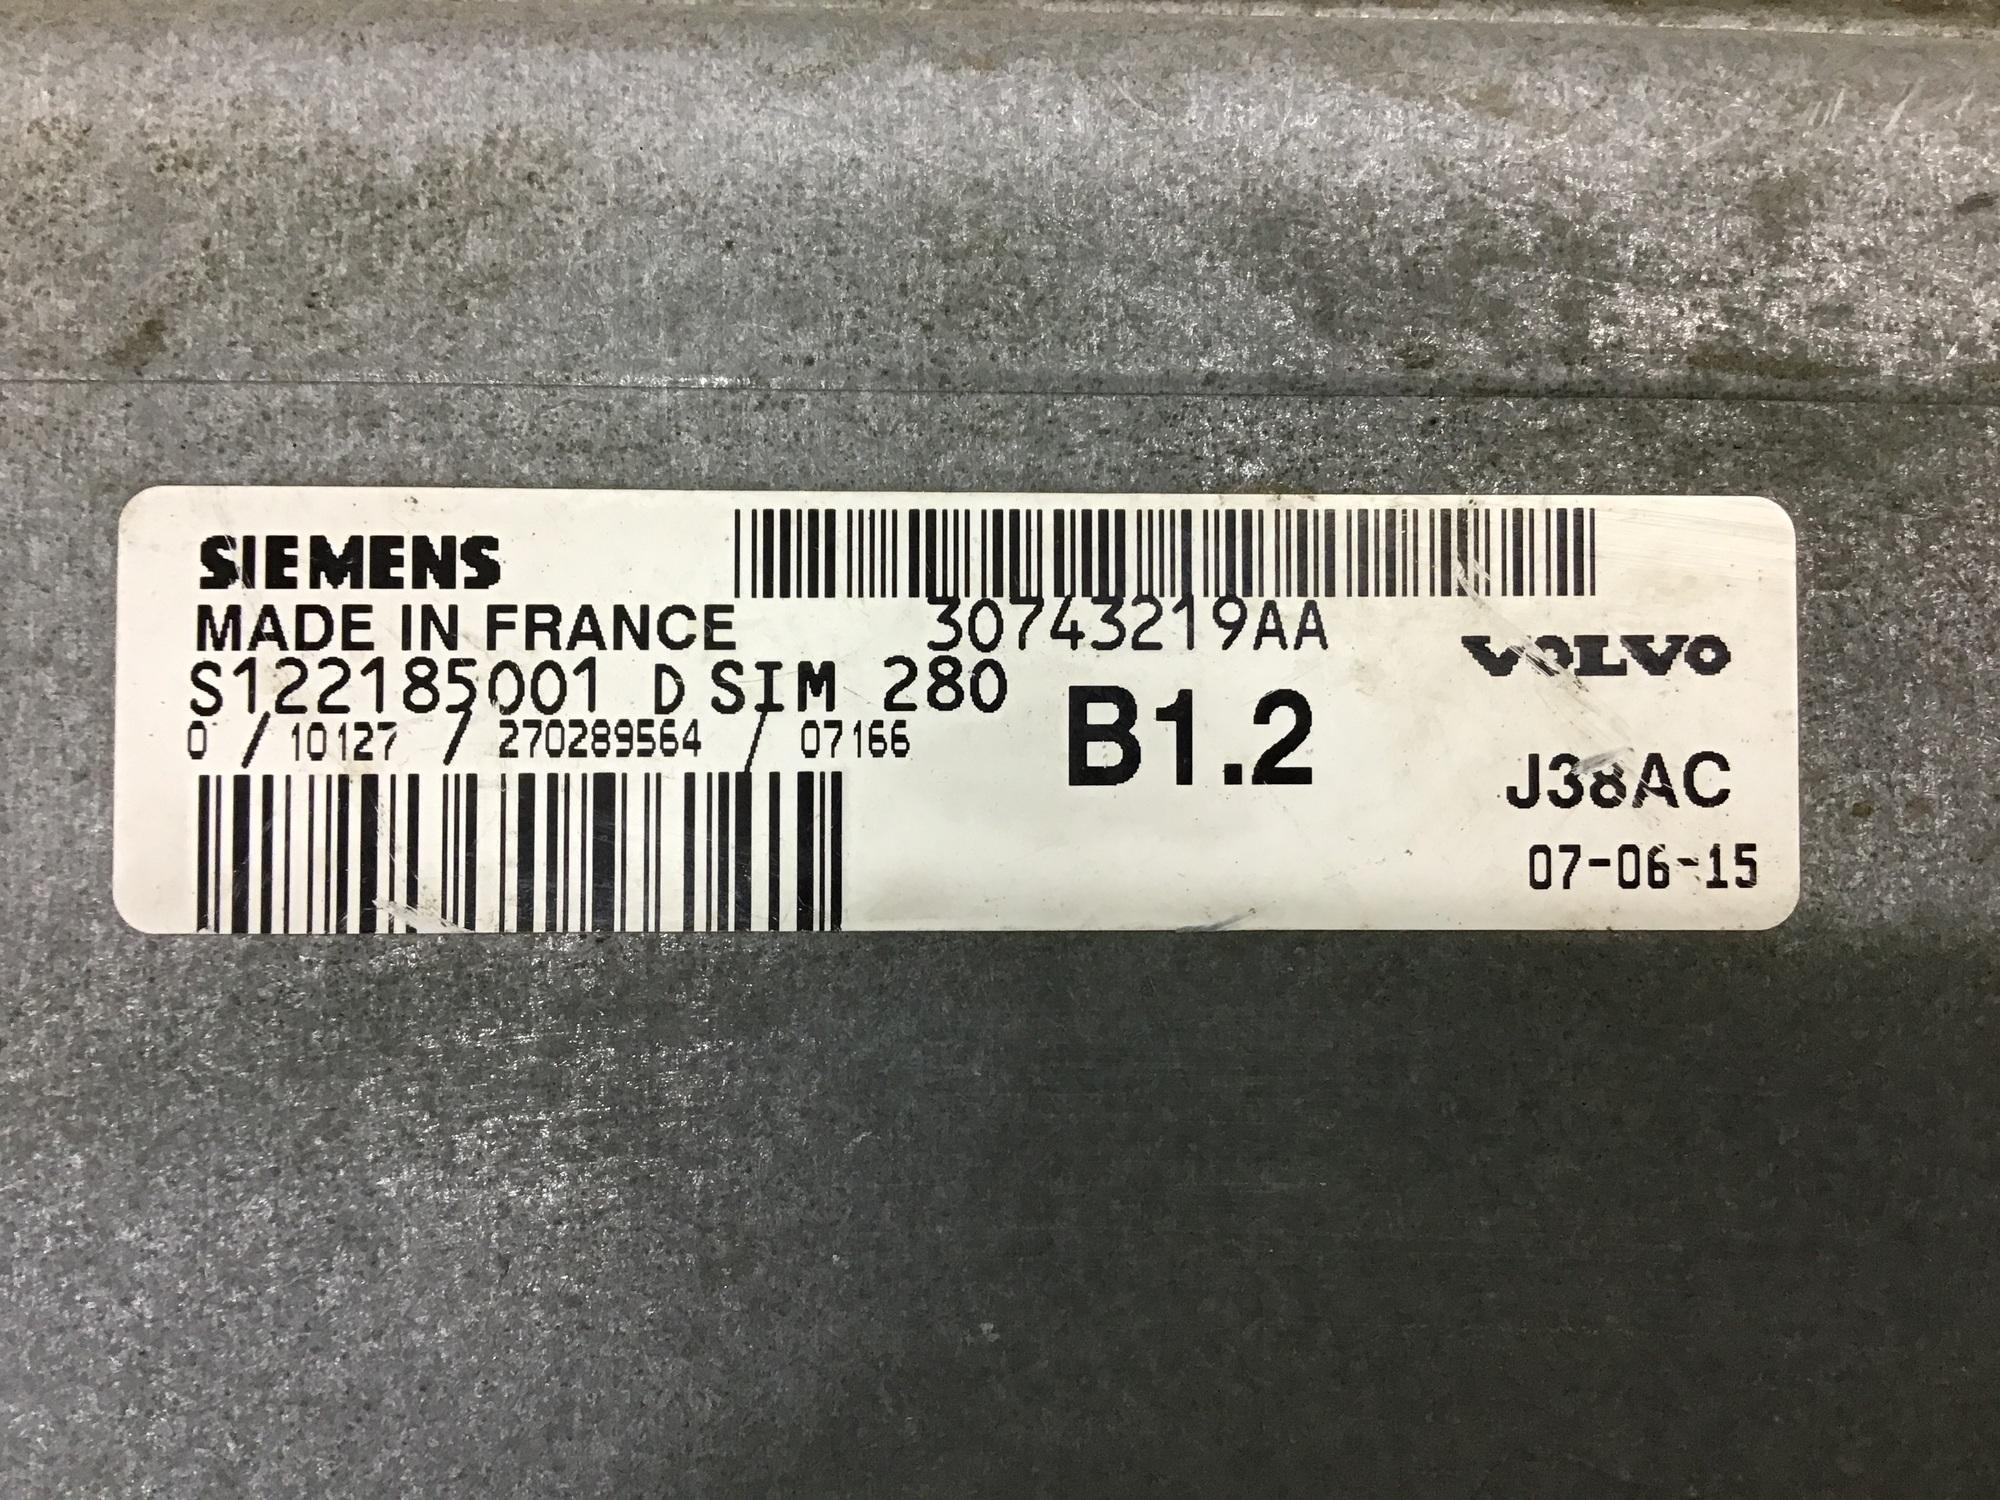 SIEMENS
MADE IN FRANCE
30743219AA
VOLVO
S122185001 D SIM 280
B1.2
0 / 10127 / 270289564 / 07166
J38AC
07-06-15